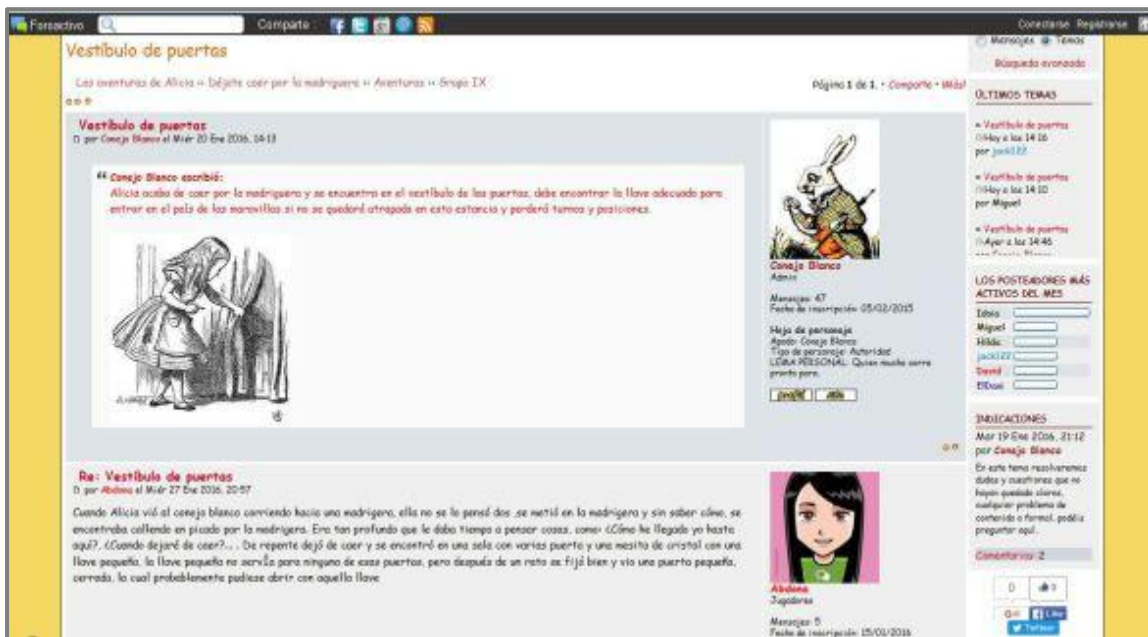 Foroactivo
Comparte :
Conectarse Registrarse
Vestíbulo de puertas
Mensajes Temas
Búsqueda avanzada
Las aventuras de Alicia :: Déjate caer por la madriguera :: Aventuras :: Grupo IX
Página 1 de 1. • Comparte •
Vestíbulo de puertas
por Conejo Blanco el Miér 20 Ene 2016, 14:13
Conejo Blanco escribió:
Alicia acaba de caer por la madriguera y se encuentra en el vestíbulo de las puertas, debe encontrar la llave adecuada para
entrar en el país de las maravillas si no se quedará atrapada en esta estancia y perderá turnos y posiciones.
Conejo Blanco
Admin
Mensajes: 47
Fecha de inscripción: 05/02/2015
Hoja de personaje
Apodo: Conejo Blanco
Tipo de personaje: Autoridad
LEMA PERSONAL: Quien mucho corre
pronto para.
Re: Vestíbulo de puertas
por Abdona el Miér 27 Ene 2016, 20:57
Cuando Alicia vió al conejo blanco corriendo hacia una madrigera, ella no se lo pensó dos ,se metió en la madrigera y sin saber cómo, se
encontraba callendo en picado por la madrigera. Era tan profundo que le daba tiempo a pensar cosas, como: ¿Cómo he llegado yo hasta
aquí?, ¿Cuando dejaré de caer?... De repente dejó de caer y se encontró en una sala con varias puerta y una mesita de cristal con una
llave pequeña, la llave pequeña no servía para ninguna de esas puertas, pero después de un rato se fijó bien y vio una puerta pequeña,
cerrada, la cual probablemente pudiese abrir con aquella llave
Abdona
Jugadores
Mensajes: 5
Fecha de inscripción: 15/01/2016
ÚLTIMOS TEMAS
» Vestíbulo de puertas
Hoy a las 14:16
por jack122
» Vestíbulo de puertas
Hoy a las 14:10
por Miguel
» Vestíbulo de puertas
Ayer a las 14:46
por Conejo Blanco
LOS POSTEADORES MÁS
ACTIVOS DEL MES
Miguel
Hilda
jack122
David
INDICACIONES
Mar 19 Ene 2016, 21:12
por Conejo Blanco
En este tema resolveremos
dudas y cuestiones que no
hayan quedado claras,
cualquier problema de
contenido o formal, podéis
preguntar aquí.
Comentarios: 2
0
Like
Twittear